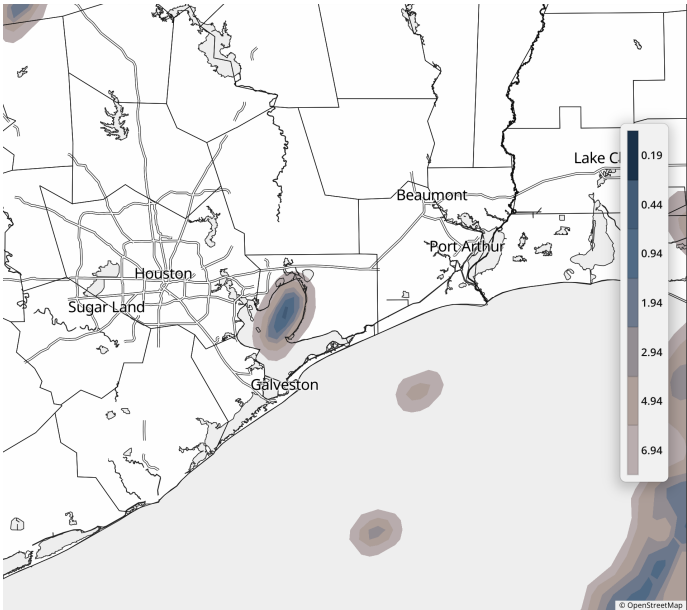 0.19
Lake C
Beaumont
0.44
Port Arthur
0.94
Houston
1.94
Sugar Land
2.94
Galveston
4.94
6.94
© OpenStreetMap